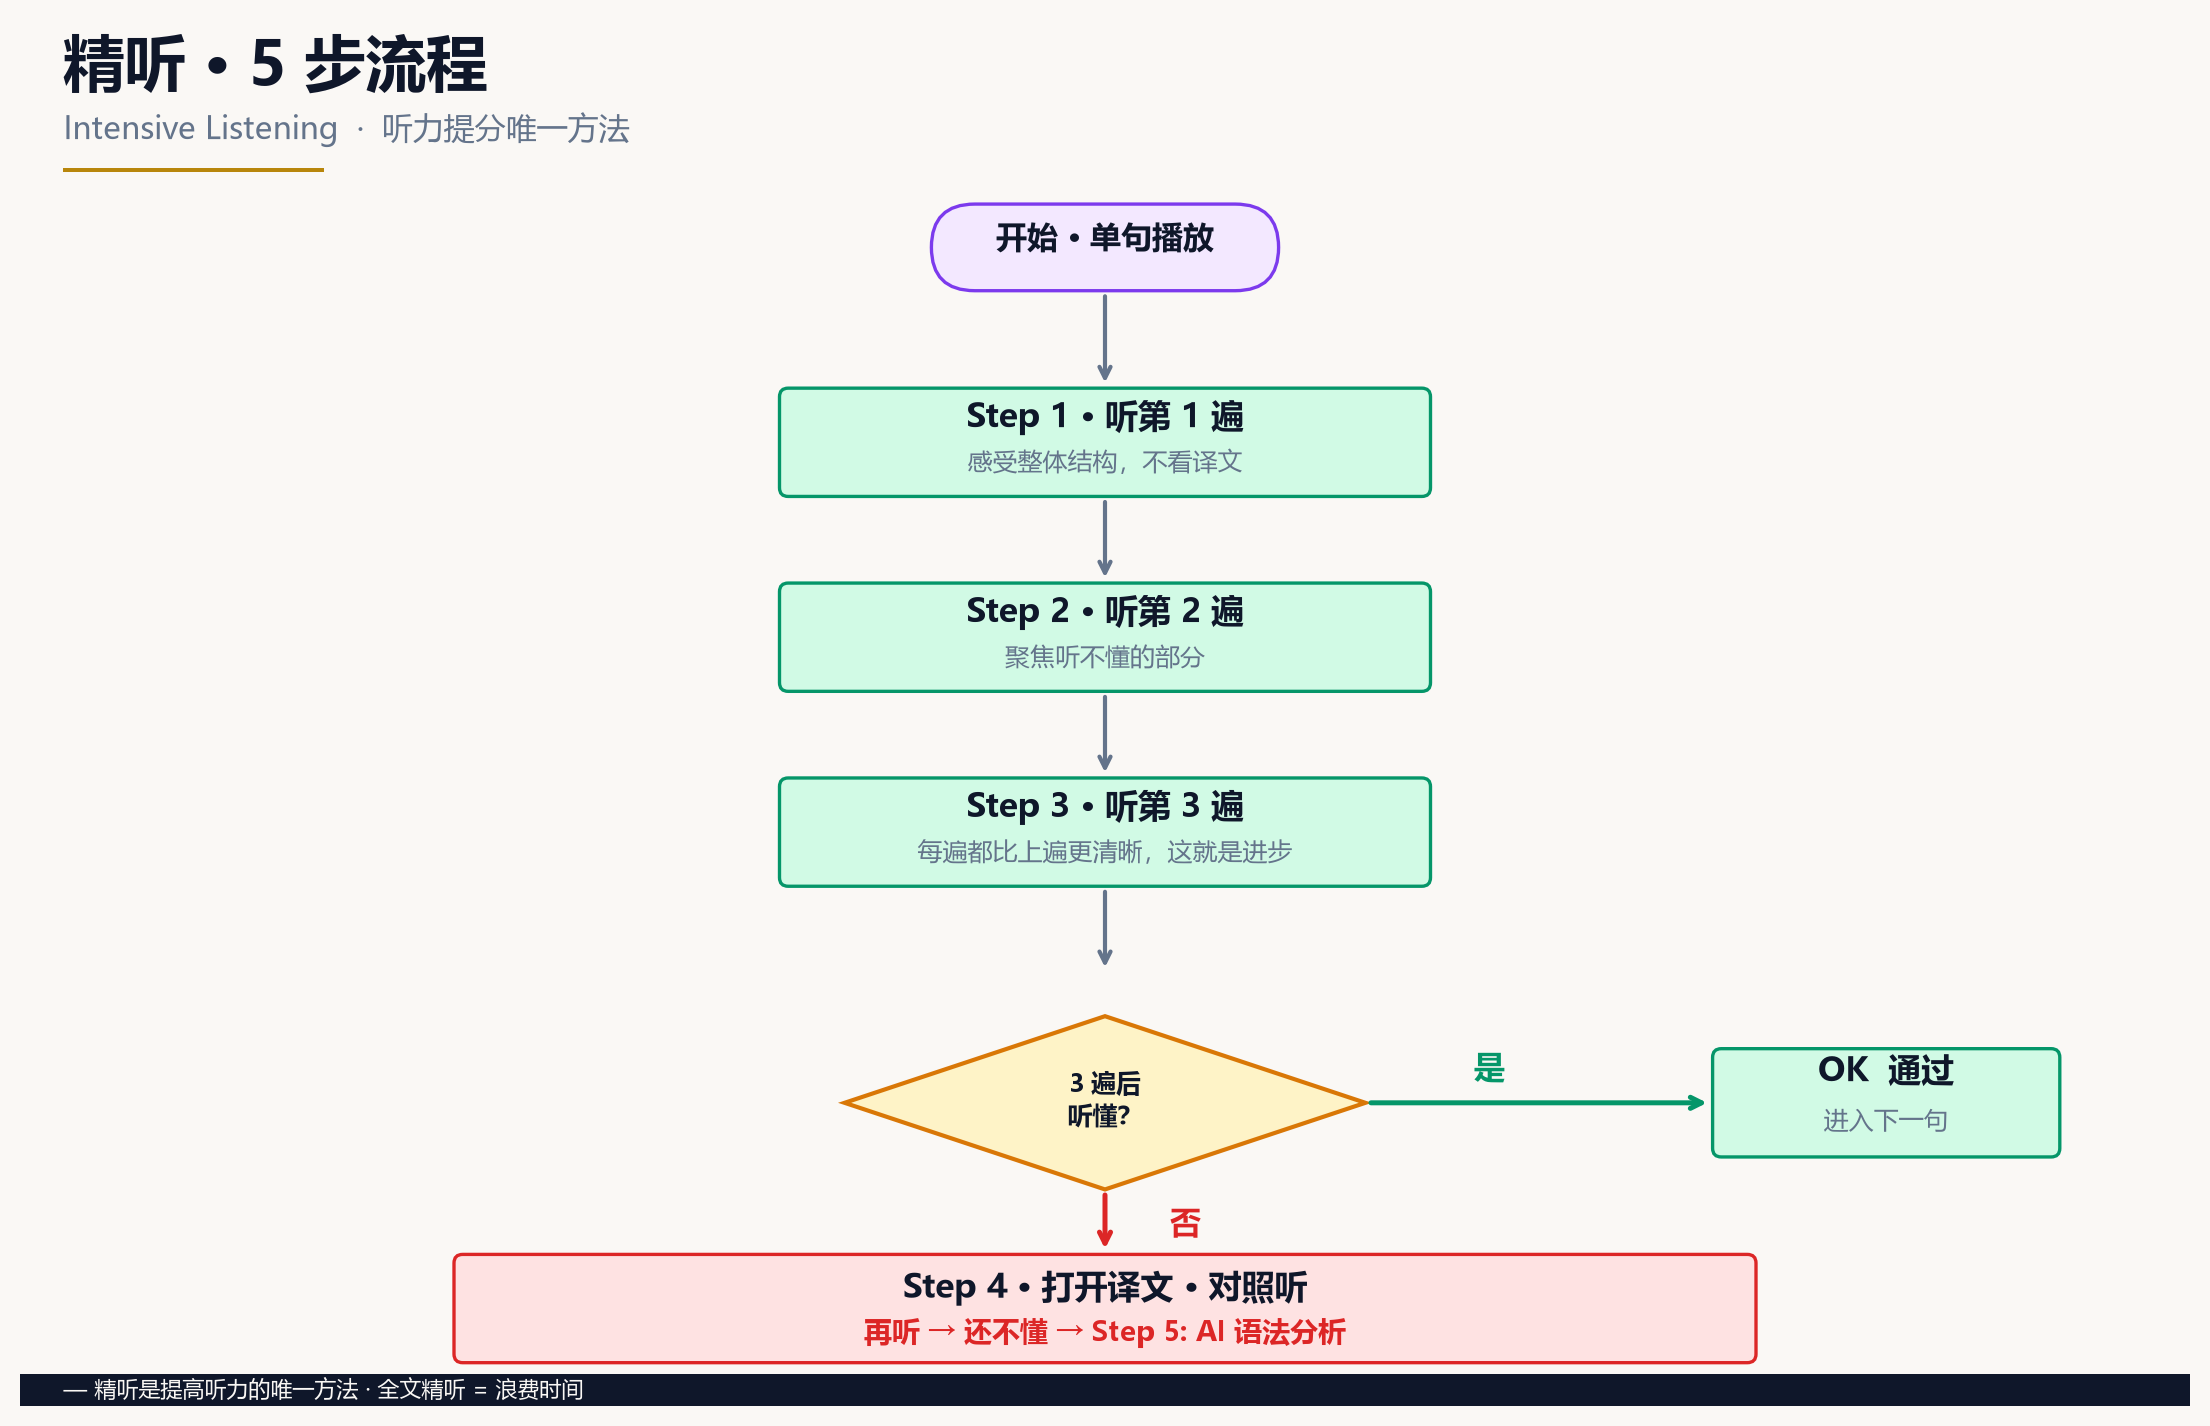 精听 · 5 步流程
Intensive Listening · 听力提分唯一方法
开始 · 单句播放
Step 1 · 听第 1 遍
感受整体结构，不看译文
Step 2 · 听第 2 遍
聚焦听不懂的部分
Step 3 · 听第 3 遍
每遍都比上遍更清晰，这就是进步
3 遍后
听懂?
是
OK 通过
进入下一句
否
Step 4 · 打开译文 · 对照听
再听 → 还不懂 → Step 5: AI 语法分析
— 精听是提高听力的唯一方法 · 全文精听 = 浪费时间